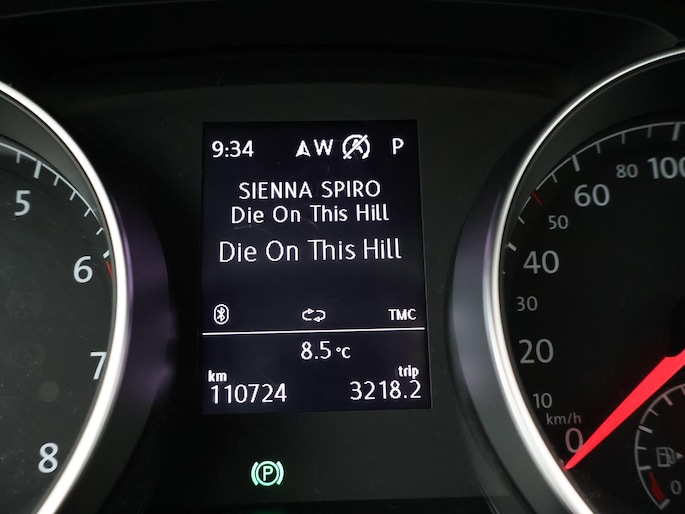 9:34 W A P
SIENNA SPIRO
Die On This Hill
Die On This Hill
TMC
8.5 °C
km trip
110724 3218.2
P
5
6
7
8
100
80
60
50
40
30
20
10
km/h
0
0